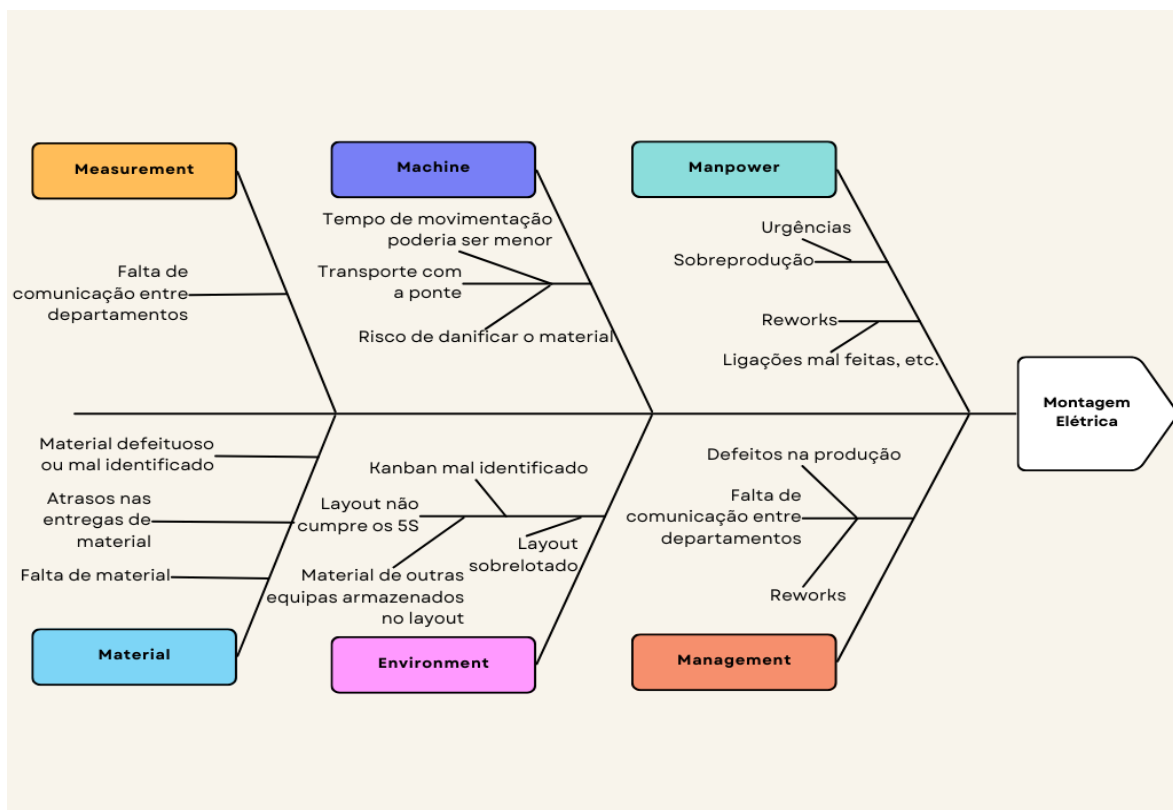 Measurement
Machine
Manpower
Tempo de movimentação
poderia ser menor
Transporte com
a ponte
Risco de danificar o material
Falta de
comunicação entre
departamentos
Urgências
Sobreprodução
Reworks
Ligações mal feitas, etc.
Montagem
Elétrica
Material defeituoso
ou mal identificado
Atrasos nas
entregas de
material
Falta de material
Kanban mal identificado
Layout não
cumpre os 5S
Layout
sobrelotado
Material de outras
equipas armazenados
no layout
Defeitos na produção
Falta de
comunicação entre
departamentos
Reworks
Material
Environment
Management